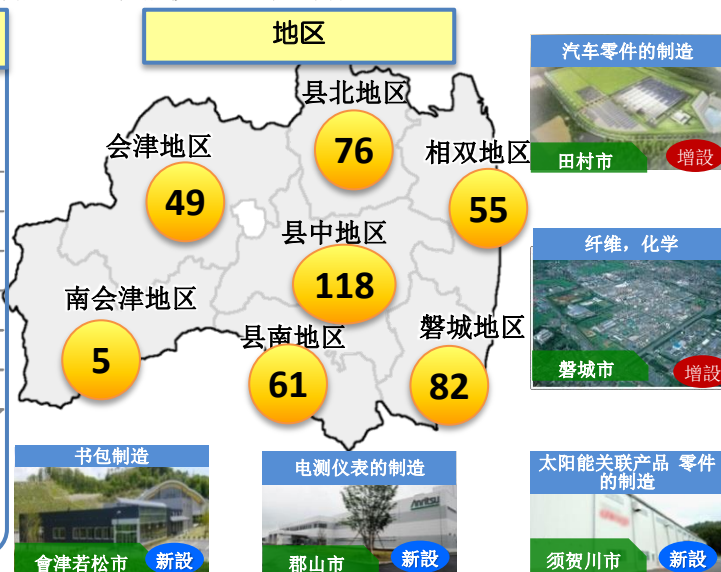 地区
县北地区
76
会津地区
49
相双地区
55
县中地区
118
南会津地区
5
县南地区
61
磐城地区
82
汽车零件的制造
田村市
增設
纤维，化学
磐城市
增設
书包制造
會津若松市
新設
电测仪表的制造
Anritsu
郡山市
新設
太阳能关联产品 零件
的制造
须贺川市
新設